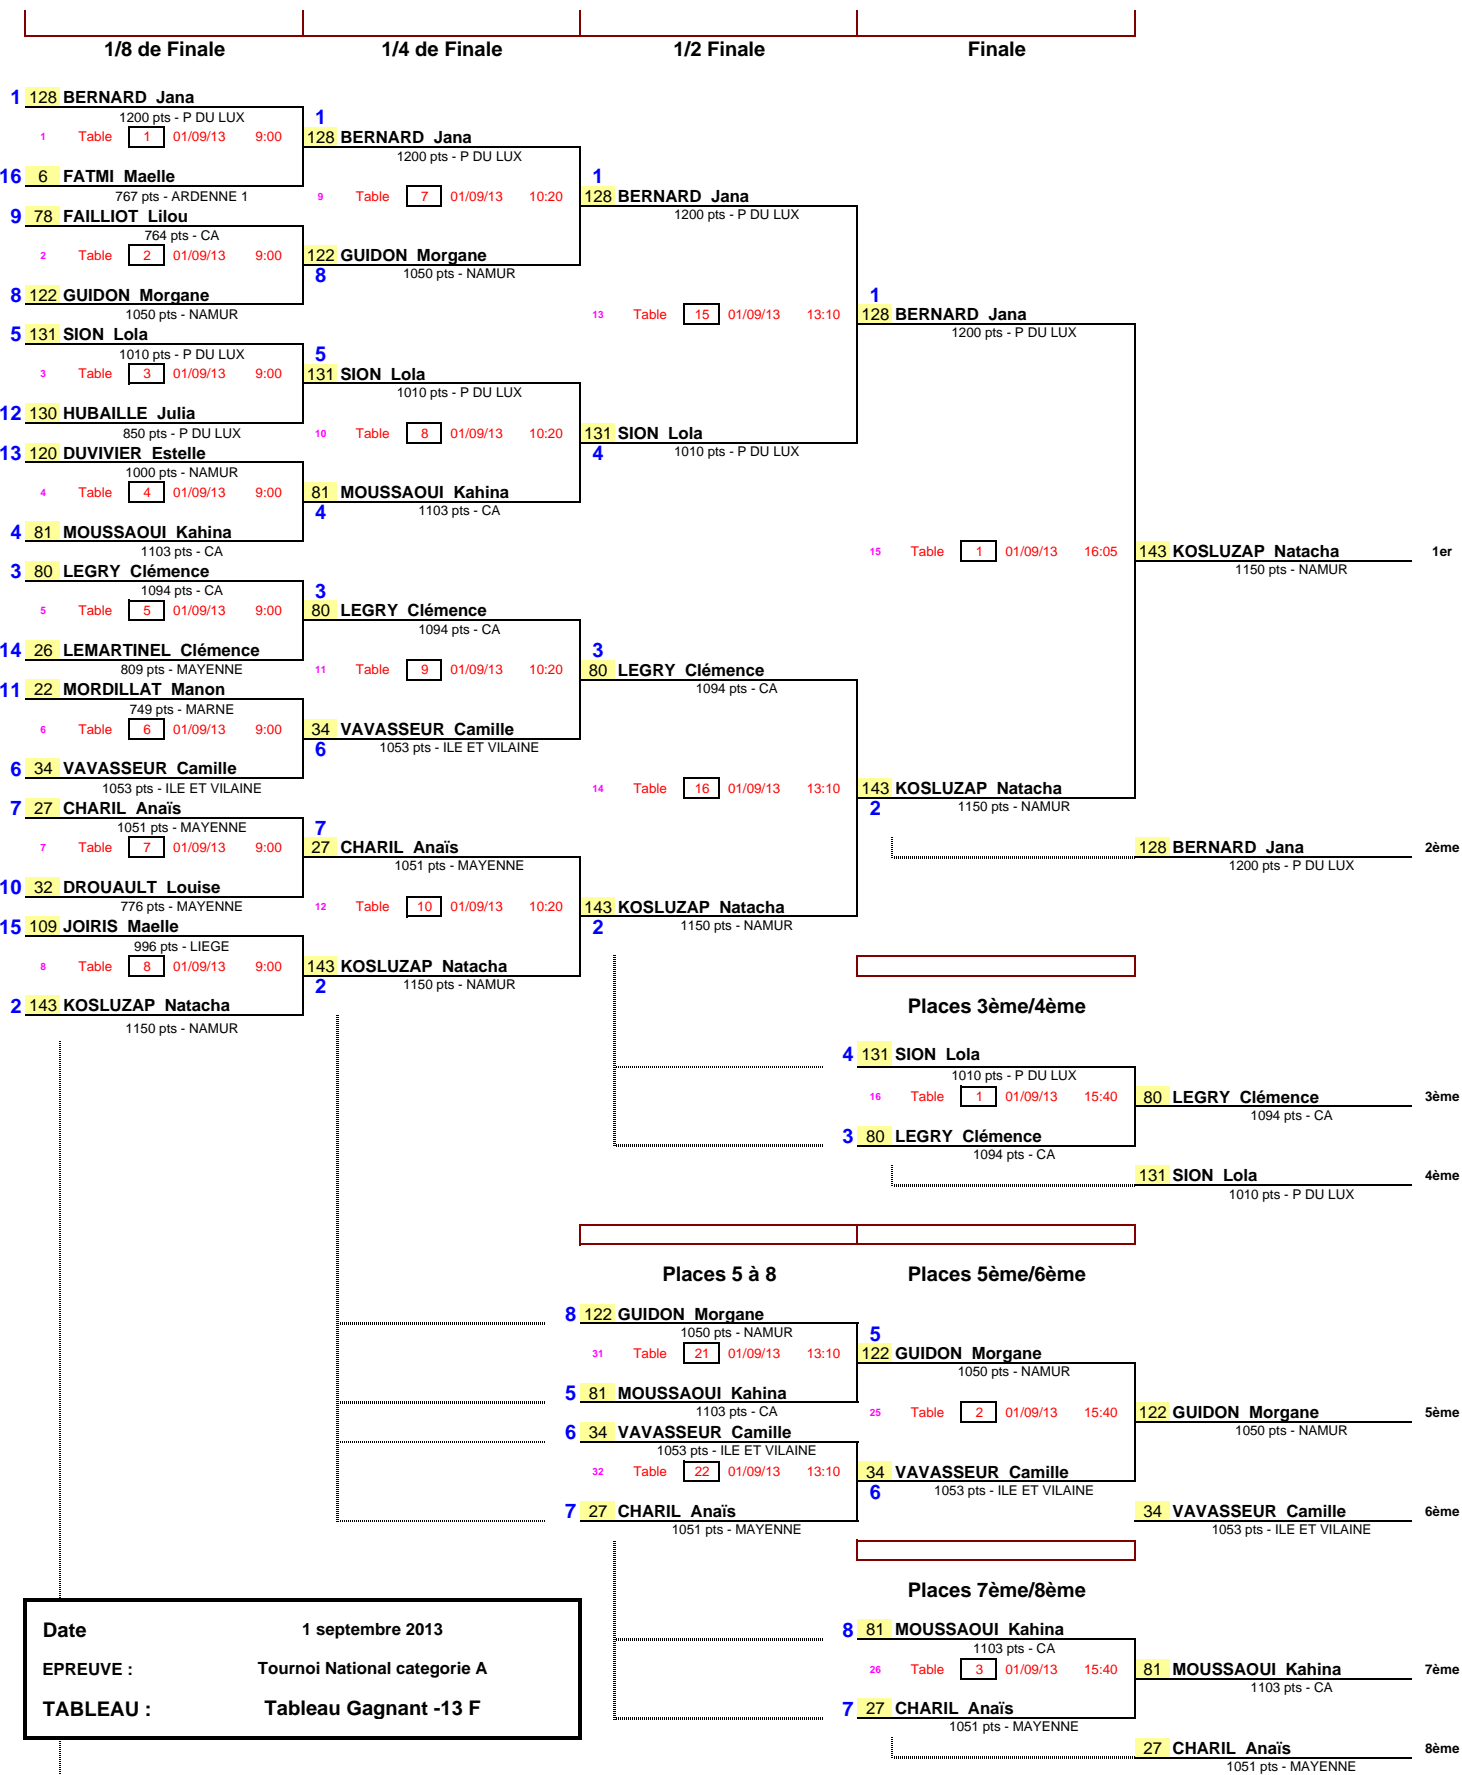 1/8 de Finale 1/4 de Finale 1/2 Finale Finale
1 128 BERNARD Jana
1200 pts - P DU LUX
1 Table 1 01/09/13 9:00
16 6 FATMI Maelle
767 pts - ARDENNE 1
9 78 FAILLIOT Lilou
764 pts - CA
2 Table 2 01/09/13 9:00
8 122 GUIDON Morgane
1050 pts - NAMUR
5 131 SION Lola
1010 pts - P DU LUX
3 Table 3 01/09/13 9:00
12 130 HUBAILLE Julia
850 pts - P DU LUX
13 120 DUVIVIER Estelle
1000 pts - NAMUR
4 Table 4 01/09/13 9:00
4 81 MOUSSAOUI Kahina
1103 pts - CA
3 80 LEGRY Clémence
1094 pts - CA
5 Table 5 01/09/13 9:00
14 26 LEMARTINEL Clémence
809 pts - MAYENNE
11 22 MORDILLAT Manon
749 pts - MARNE
6 Table 6 01/09/13 9:00
6 34 VAVASSEUR Camille
1053 pts - ILE ET VILAINE
7 27 CHARIL Anaïs
1051 pts - MAYENNE
7 Table 7 01/09/13 9:00
10 32 DROUAULT Louise
776 pts - MAYENNE
15 109 JOIRIS Maelle
996 pts - LIEGE
8 Table 8 01/09/13 9:00
2 143 KOSLUZAP Natacha
1150 pts - NAMUR
1
128 BERNARD Jana
1200 pts - P DU LUX
9 Table 7 01/09/13 10:20
122 GUIDON Morgane
8 1050 pts - NAMUR
5
131 SION Lola
1010 pts - P DU LUX
10 Table 8 01/09/13 10:20
81 MOUSSAOUI Kahina
4 1103 pts - CA
3
80 LEGRY Clémence
1094 pts - CA
11 Table 9 01/09/13 10:20
34 VAVASSEUR Camille
6 1053 pts - ILE ET VILAINE
7
27 CHARIL Anaïs
1051 pts - MAYENNE
12 Table 10 01/09/13 10:20
143 KOSLUZAP Natacha
2 1150 pts - NAMUR
1
128 BERNARD Jana
1200 pts - P DU LUX
13 Table 15 01/09/13 13:10
131 SION Lola
4 1010 pts - P DU LUX
3
80 LEGRY Clémence
1094 pts - CA
14 Table 16 01/09/13 13:10
143 KOSLUZAP Natacha
2 1150 pts - NAMUR
1
128 BERNARD Jana
1200 pts - P DU LUX
15 Table 1 01/09/13 16:05
143 KOSLUZAP Natacha
2 1150 pts - NAMUR
143 KOSLUZAP Natacha 1er
1150 pts - NAMUR
128 BERNARD Jana 2ème
1200 pts - P DU LUX
Places 3ème/4ème
4 131 SION Lola
1010 pts - P DU LUX
16 Table 1 01/09/13 15:40
3 80 LEGRY Clémence
1094 pts - CA
80 LEGRY Clémence 3ème
1094 pts - CA
131 SION Lola 4ème
1010 pts - P DU LUX
Places 5 à 8 Places 5ème/6ème
8 122 GUIDON Morgane
1050 pts - NAMUR
31 Table 21 01/09/13 13:10
5 81 MOUSSAOUI Kahina
1103 pts - CA
6 34 VAVASSEUR Camille
1053 pts - ILE ET VILAINE
32 Table 22 01/09/13 13:10
7 27 CHARIL Anaïs
1051 pts - MAYENNE
5
122 GUIDON Morgane
1050 pts - NAMUR
25 Table 2 01/09/13 15:40
34 VAVASSEUR Camille
6 1053 pts - ILE ET VILAINE
122 GUIDON Morgane 5ème
1050 pts - NAMUR
34 VAVASSEUR Camille 6ème
1053 pts - ILE ET VILAINE
Places 7ème/8ème
8 81 MOUSSAOUI Kahina
1103 pts - CA
26 Table 3 01/09/13 15:40
7 27 CHARIL Anaïs
1051 pts - MAYENNE
81 MOUSSAOUI Kahina 7ème
1103 pts - CA
27 CHARIL Anaïs 8ème
1051 pts - MAYENNE
Date 1 septembre 2013
EPREUVE : Tournoi National categorie A
TABLEAU : Tableau Gagnant -13 F